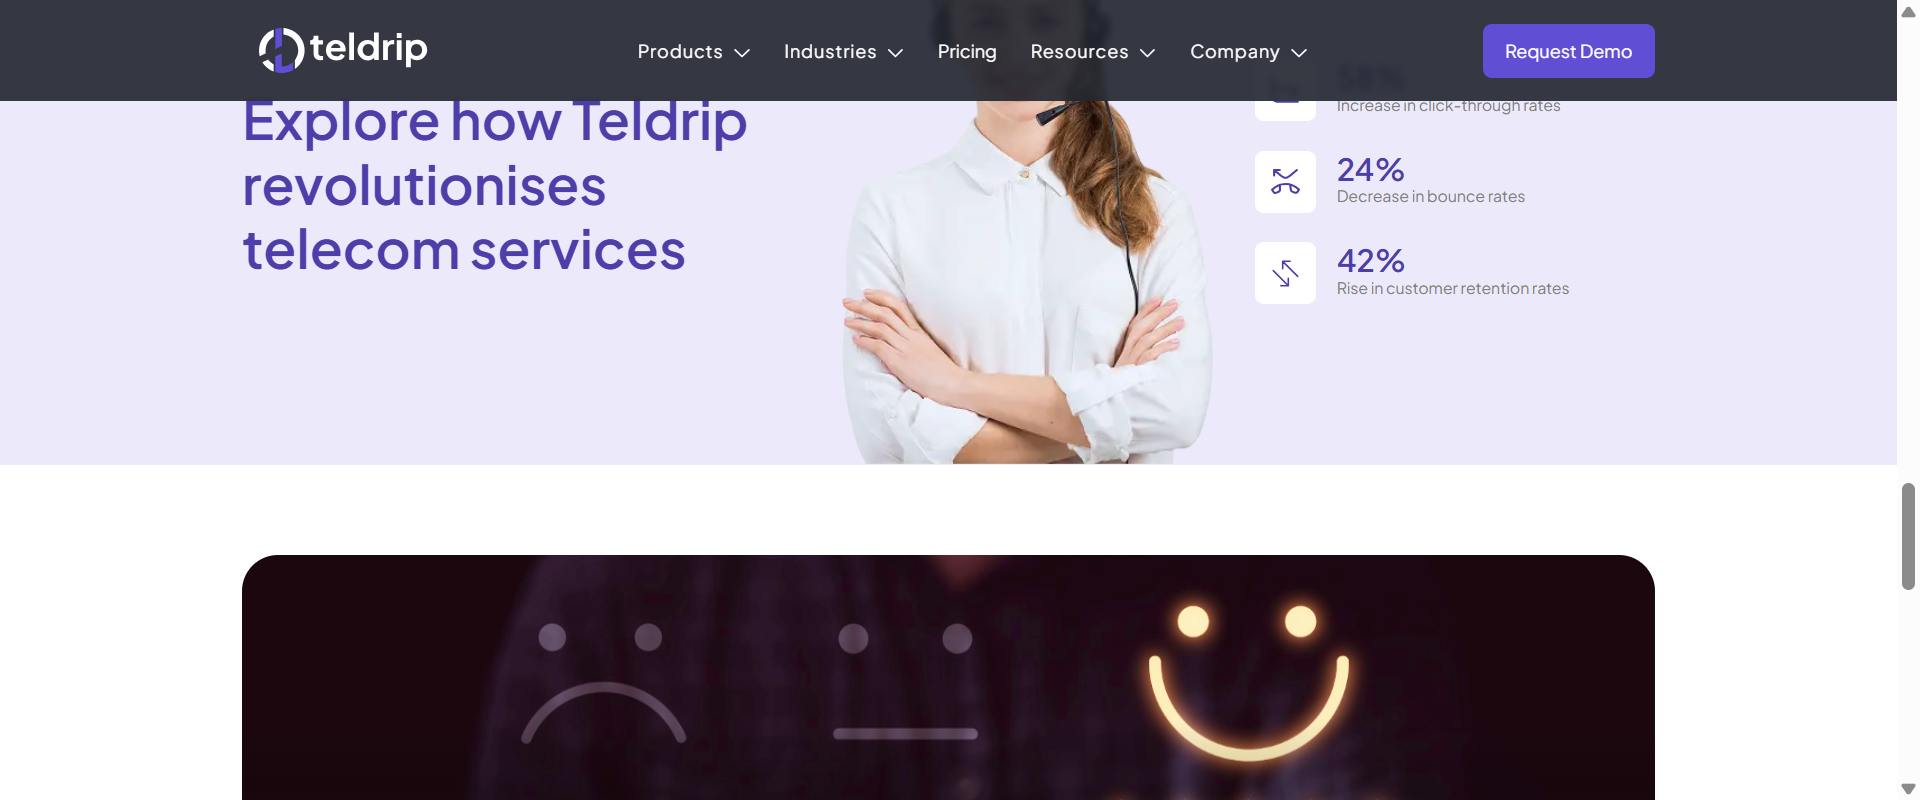 teldrip
Products
Industries
Pricing
Resources
Company
Request Demo
Explore how Teldrip
revolutionises
telecom services
58%
Increase in click-through rates
24%
Decrease in bounce rates
42%
Rise in customer retention rates